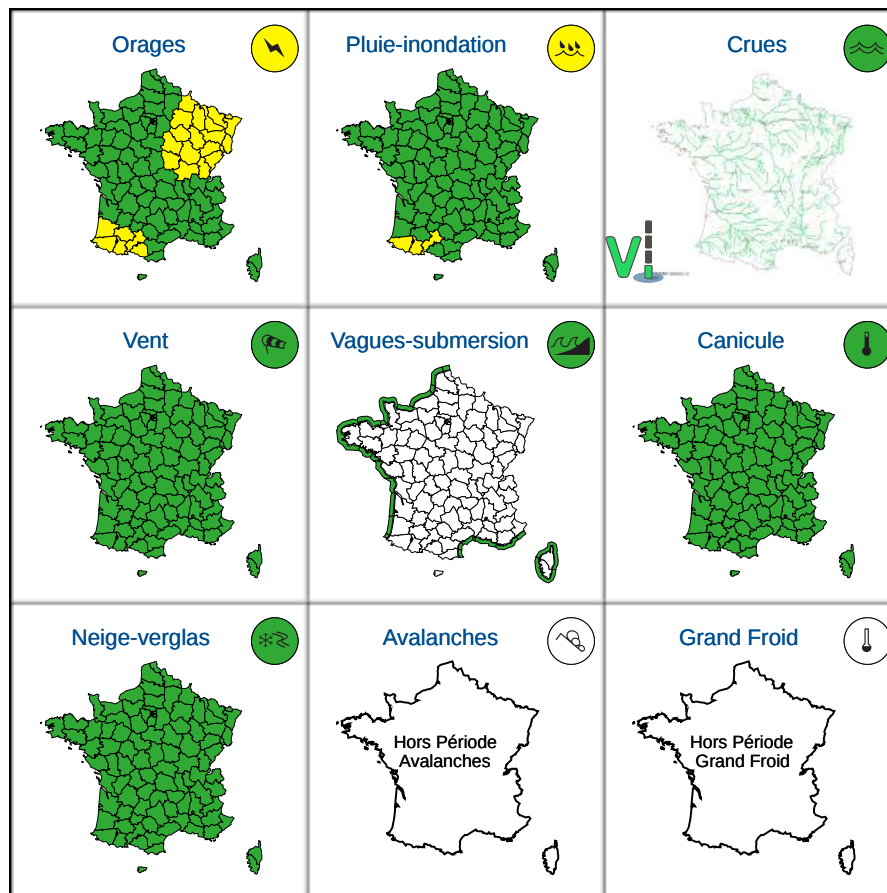 Orages
Pluie-inondation
Crues
Vent
Vagues-submersion
Canicule
Neige-verglas
Avalanches
Grand Froid
Hors Période
Avalanches
Hors Période
Grand Froid